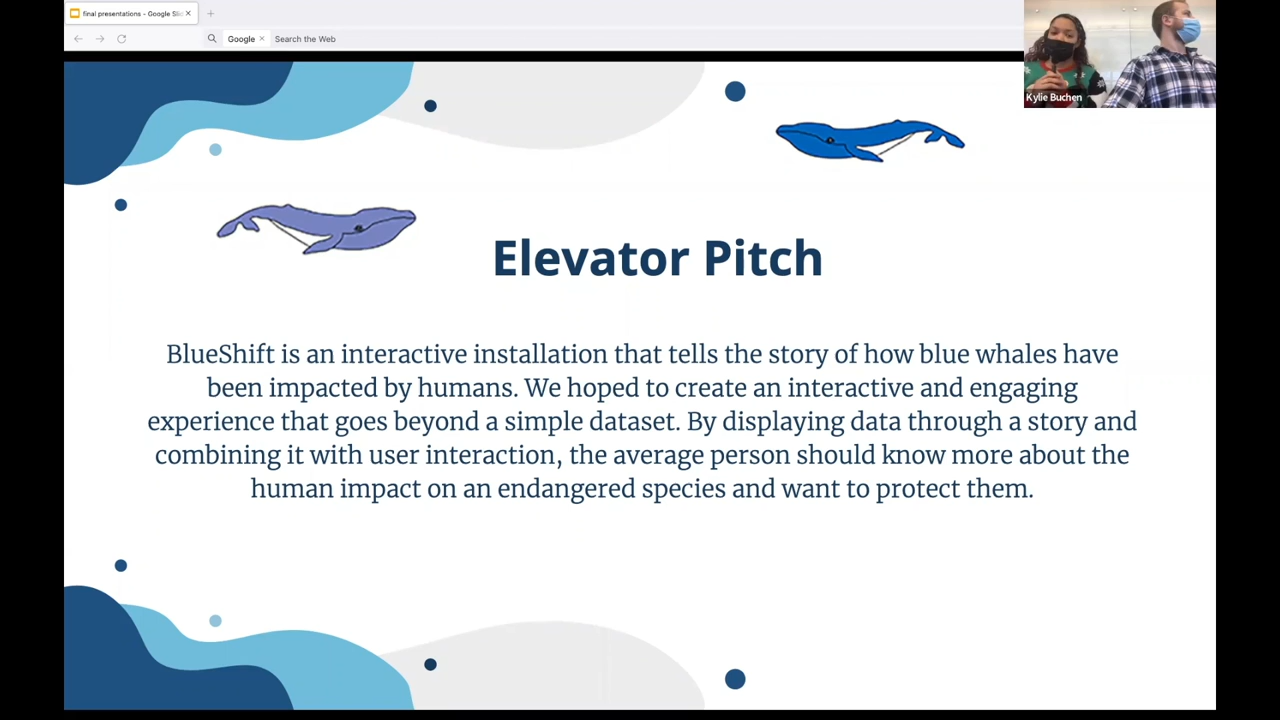 final presentations - Google Slid
Google
Search the Web
Kylie Buchen
Elevator Pitch
BlueShift is an interactive installation that tells the story of how blue whales have
been impacted by humans. We hoped to create an interactive and engaging
experience that goes beyond a simple dataset. By displaying data through a story and
combining it with user interaction, the average person should know more about the
human impact on an endangered species and want to protect them.